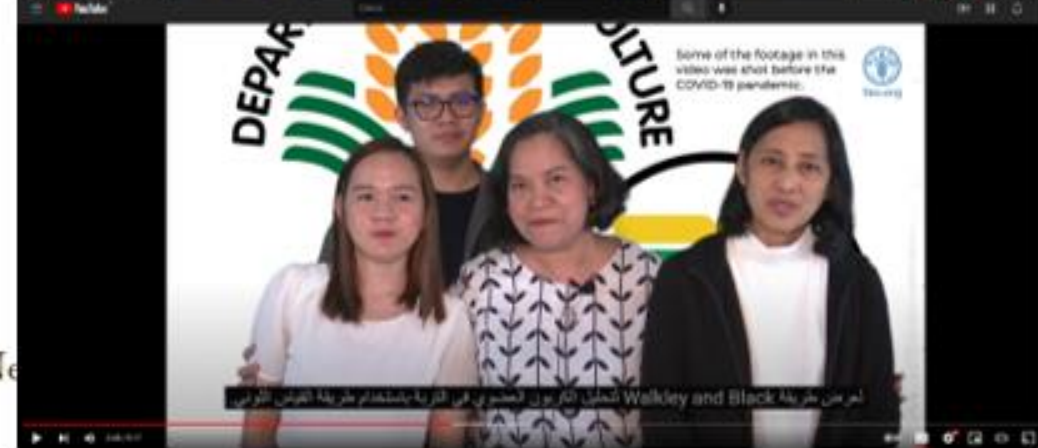 YouTube
DEPAR
ULTURE
Some of the footage in this
video was shot before the
COVID-19 pandemic.
fao.org
لعرض طريقة Walkley and Black لتحليل الكربون العضوي في التربة باستخدام طريقة القياس اللوني.
Ne